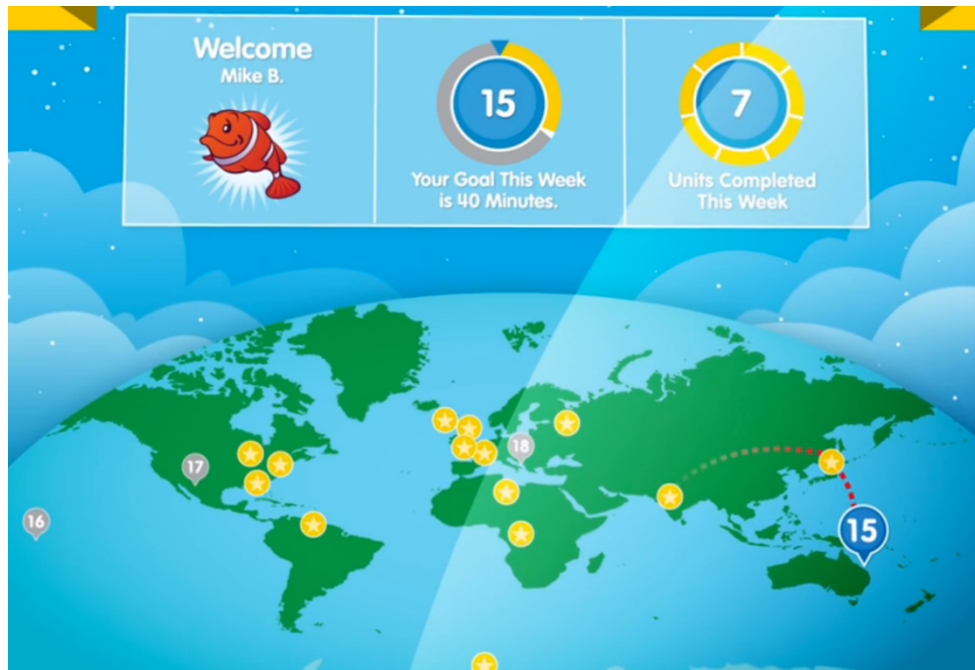 Welcome
Mike B.
15
Your Goal This Week
is 40 Minutes.
7
Units Completed
This Week
18
17
16
15